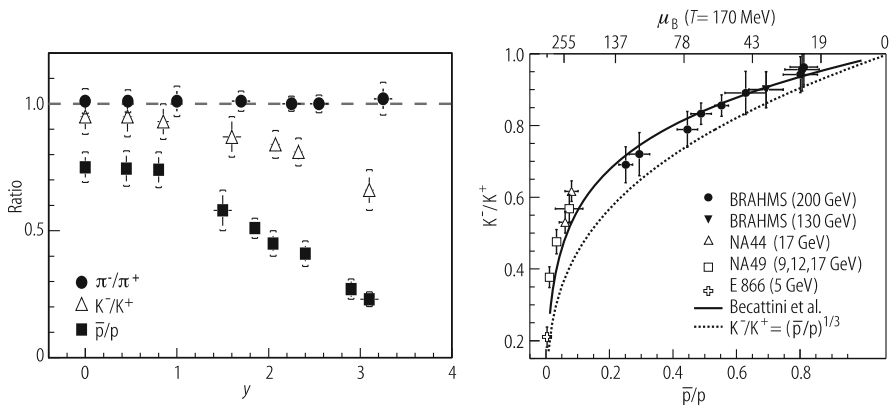 Ratio
1.0
0.5
0
π⁻/π⁺
K⁻/K⁺
p̅/p
0 1 2 3 4
y
μ_B (T= 170 MeV)
255 137 78 43 19 0
K⁻/K⁺
1.0
0.8
0.6
0.4
0.2
BRAHMS (200 GeV)
BRAHMS (130 GeV)
NA44 (17 GeV)
NA49 (9,12,17 GeV)
E 866 (5 GeV)
Becattini et al.
K⁻/K⁺ = (p̅/p)^1/3
0 0.2 0.4 0.6 0.8
p̅/p